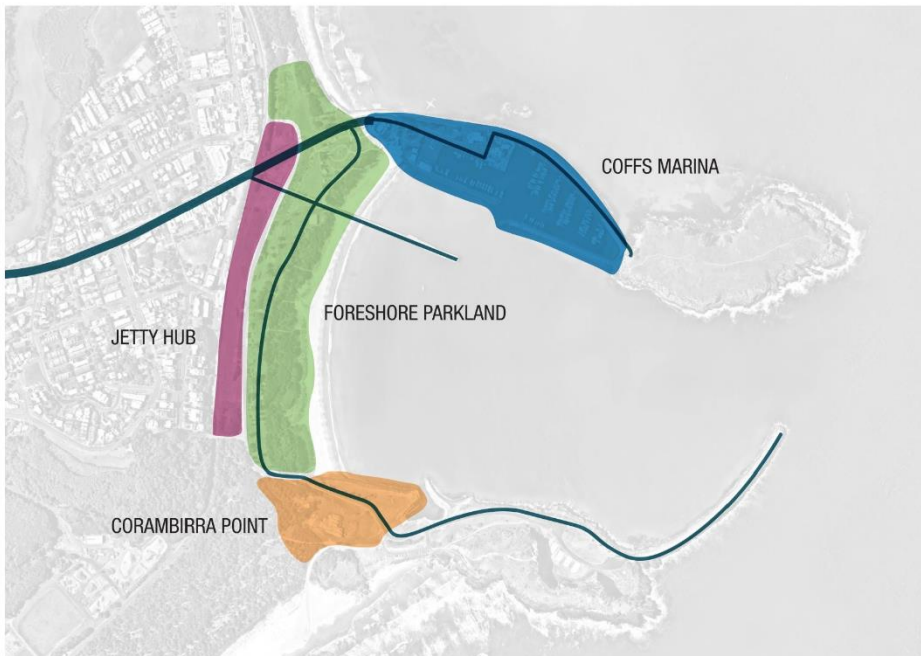 COFFS MARINA
FORESHORE PARKLAND
JETTY HUB
CORAMBIRRA POINT